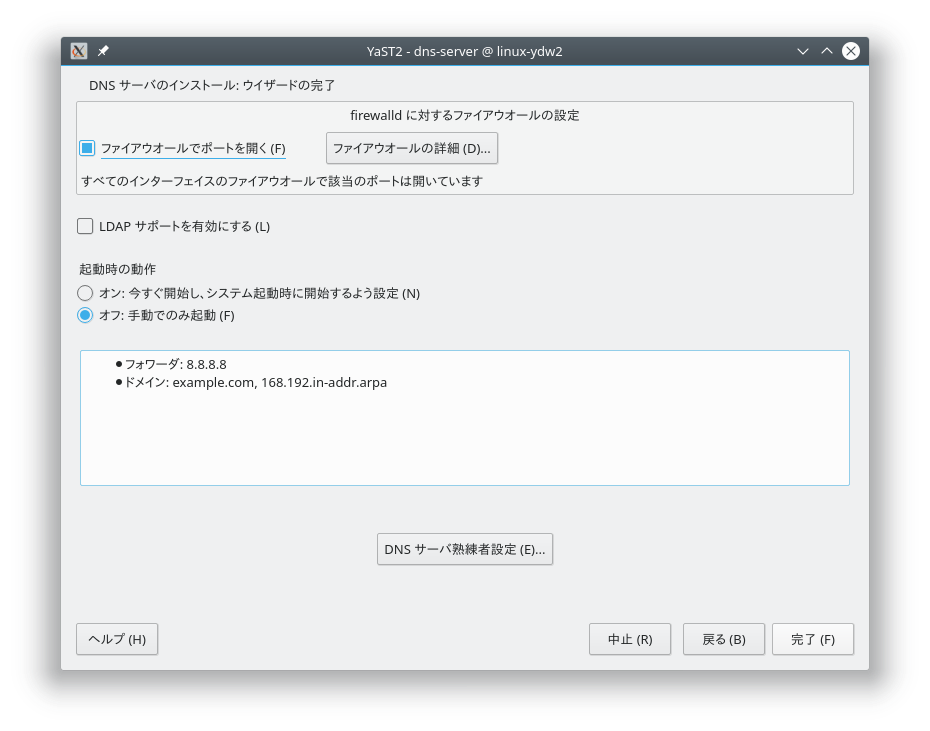 YaST2 - dns-server @ linux-ydw2
DNS サーバのインストール: ウイザードの完了
firewalld に対するファイアウオールの設定
ファイアウオールでポートを開く (F)
ファイアウオールの詳細 (D)...
すべてのインターフェイスのファイアウオールで該当のポートは開いています
LDAP サポートを有効にする (L)
起動時の動作
オン: 今すぐ開始し、システム起動時に開始するよう設定 (N)
オフ: 手動でのみ起動 (F)
● フォワーダ: 8.8.8.8
● ドメイン: example.com, 168.192.in-addr.arpa
DNS サーバ熟練者設定 (E)...
ヘルプ (H)
中止 (R)
戻る (B)
完了 (F)